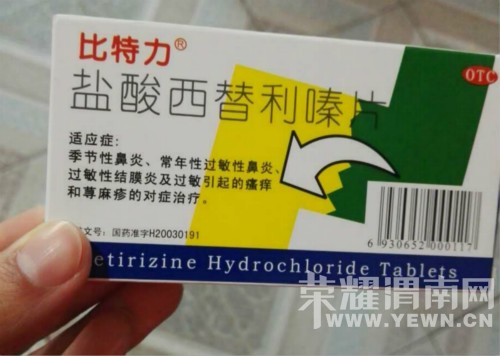 比特力®
OTC
盐酸西替利嗪片
适应症:
季节性鼻炎、常年性过敏性鼻炎、
过敏性结膜炎及过敏引起的瘙痒
和荨麻疹的对症治疗。
文号: 国药准字H20030191
6 930652 000117
etirizine Hydrochloride Tablets
荣耀渭南网
WWW.YEWN.CN